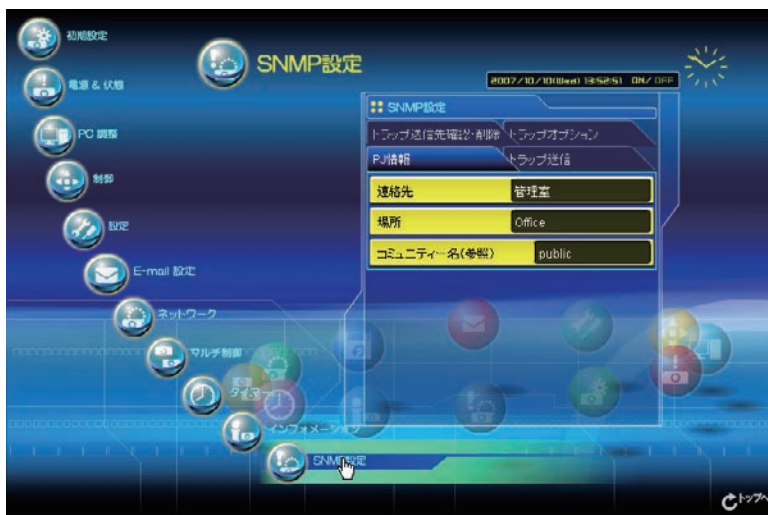 初期設定
電源 & 状態
PC 調整
制御
設定
E-mail 設定
ネットワーク
マルチ制御
タイマ
インフォメーション
SNMP設定
SNMP設定
2007/10/10(Wed) 13:52:51 ON/OFF
SNMP設定
トラップ送信先確認・削除 トラップオプション
PJ情報 トラップ送信
連絡先 管理室
場所 Office
コミュニティー名(参照) public
トップへ